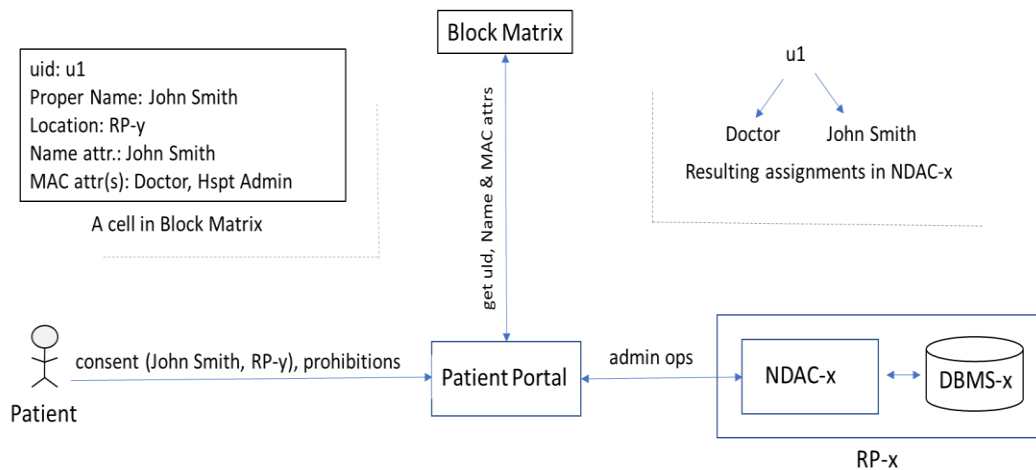 Block Matrix
uid: u1
Proper Name: John Smith
Location: RP-y
Name attr.: John Smith
MAC attr(s): Doctor, Hspt Admin
A cell in Block Matrix
u1
Doctor
John Smith
Resulting assignments in NDAC-x
get uId, Name & MAC attrs
Patient
consent (John Smith, RP-y), prohibitions
Patient Portal
admin ops
NDAC-x
DBMS-x
RP-x